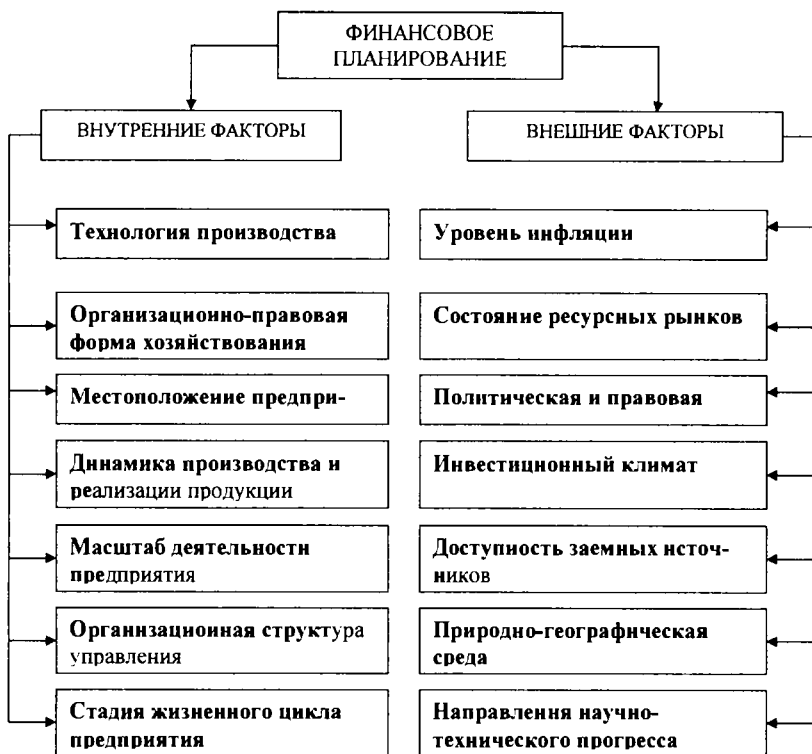 ФИНАНСОВОЕ
ПЛАНИРОВАНИЕ
ВНУТРЕННИЕ ФАКТОРЫ
ВНЕШНИЕ ФАКТОРЫ
Технология производства
Уровень инфляции
Организационно-правовая
форма хозяйствования
Состояние ресурсных рынков
Местоположение предпри-
Политическая и правовая
Динамика производства и
реализации продукции
Инвестиционный климат
Масштаб деятельности
предприятия
Доступность заемных источ-
ников
Организационная структура
управления
Природно-географическая
среда
Стадия жизненного цикла
предприятия
Направления научно-
технического прогресса